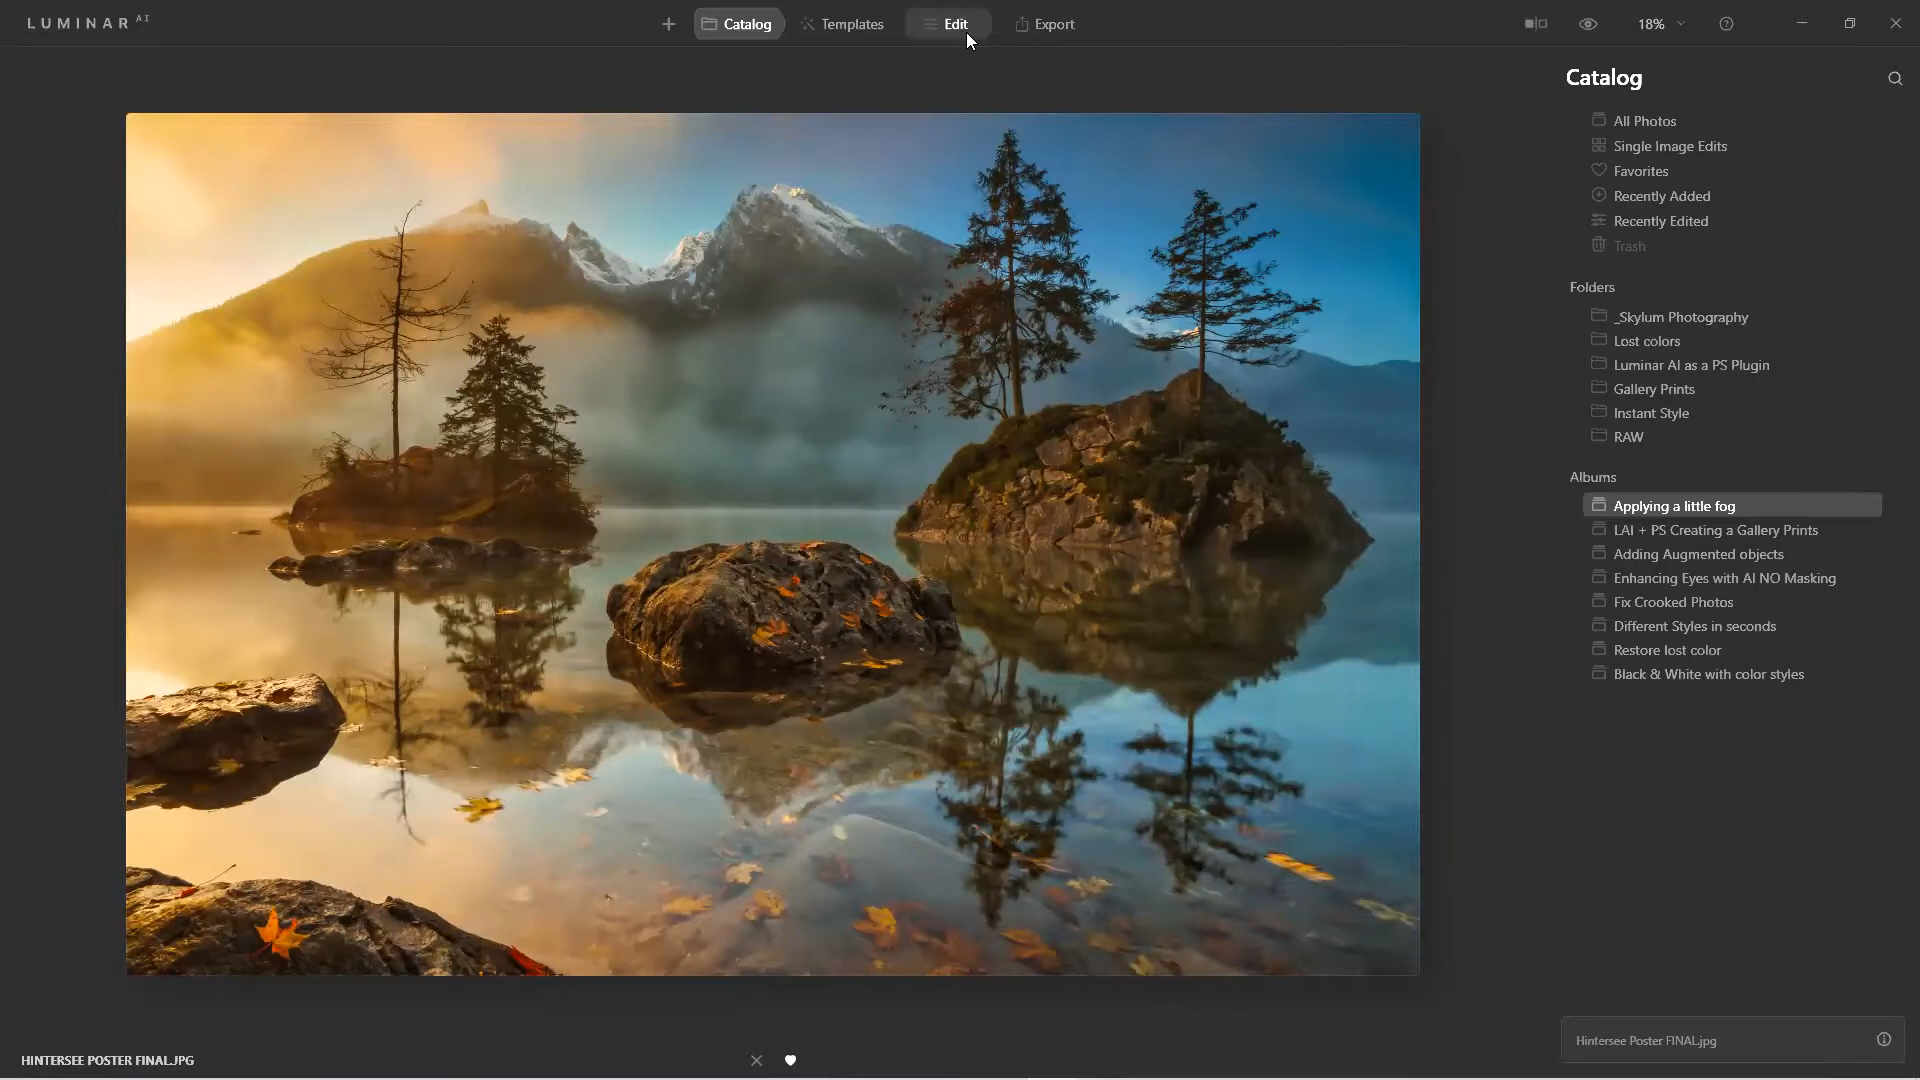 LUMINAR AI
Catalog
Templates
Edit
Export
18%
Catalog
All Photos
Single Image Edits
Favorites
Recently Added
Recently Edited
Trash
Folders
_Skylum Photography
Lost colors
Luminar AI as a PS Plugin
Gallery Prints
Instant Style
RAW
Albums
Applying a little fog
LAI + PS Creating a Gallery Prints
Adding Augmented objects
Enhancing Eyes with AI NO Masking
Fix Crooked Photos
Different Styles in seconds
Restore lost color
Black & White with color styles
Hintersee Poster FINAL.jpg
HINTERSEE POSTER FINAL.JPG